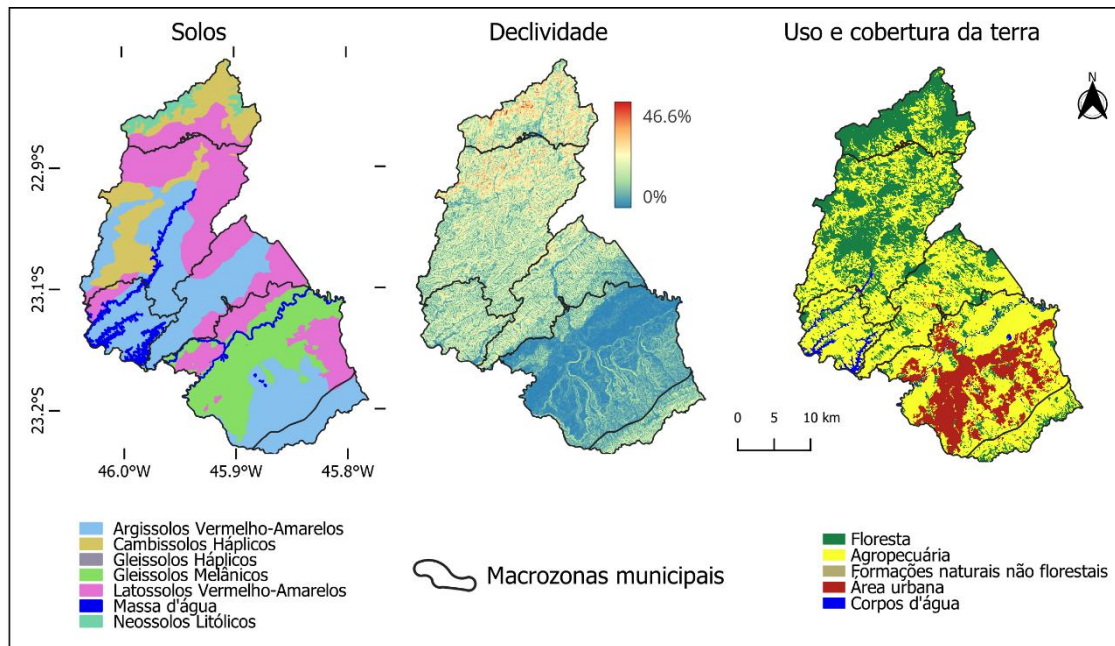 Solos
Declividade
Uso e cobertura da terra
N
46.6%
0%
22.9°S
23.1°S
23.2°S
46.0°W
45.9°W
45.8°W
0 5 10 km
Argissolos Vermelho-Amarelos
Cambissolos Háplicos
Gleissolos Háplicos
Gleissolos Melânicos
Latossolos Vermelho-Amarelos
Massa d'água
Neossolos Litólicos
Macrozonas municipais
Floresta
Agropecuária
Formações naturais não florestais
Área urbana
Corpos d'água